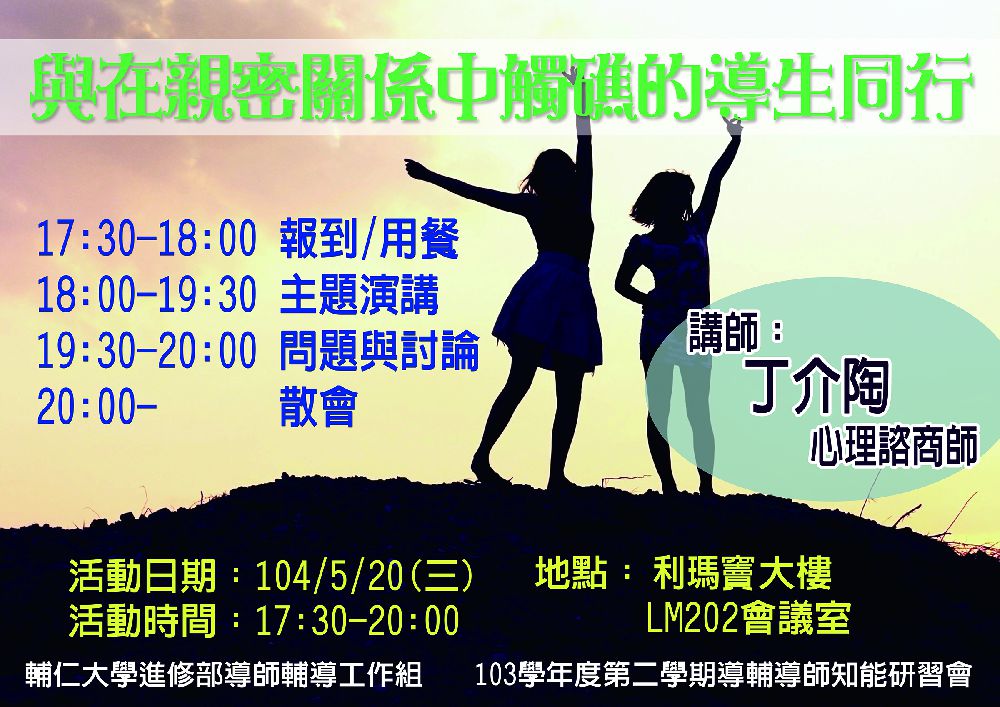 與在親密關係中觸礁的導生同行
17:30-18:00 報到/用餐
18:00-19:30 主題演講
19:30-20:00 問題與討論
20:00- 散會
講師：
丁介陶
心理諮商師
活動日期：104/5/20(三)
活動時間：17:30-20:00
地點：利瑪竇大樓
LM202會議室
輔仁大學進修部導師輔導工作組 103學年度第二學期導輔導師知能研習會